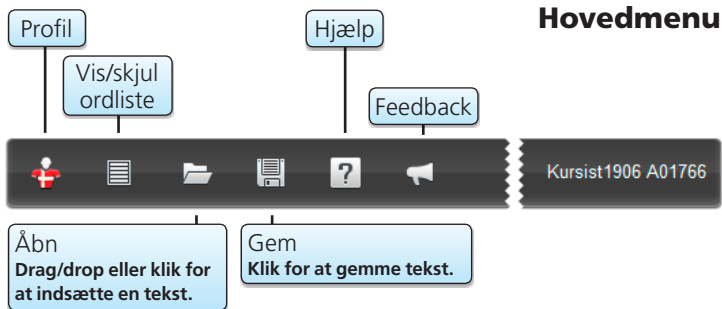 Hovedmenu
Profil
Hjælp
Vis/skjul
ordliste
Feedback
?
Kursist1906 A01766
Åbn
Drag/drop eller klik for
at indsætte en tekst.
Gem
Klik for at gemme tekst.